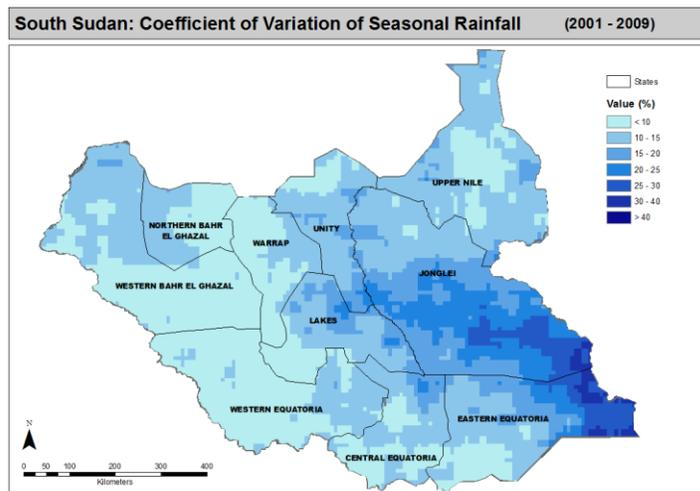 South Sudan: Coefficient of Variation of Seasonal Rainfall (2001 - 2009)
States
Value (%)
< 10
10 - 15
15 - 20
20 - 25
25 - 30
30 - 40
> 40
UPPER NILE
NORTHERN BAHR
EL GHAZAL
UNITY
WARRAP
JONGLEI
WESTERN BAHR EL GHAZAL
LAKES
WESTERN EQUATORIA
EASTERN EQUATORIA
CENTRAL EQUATORIA
N
0 50 100 200 300 400
Kilometers